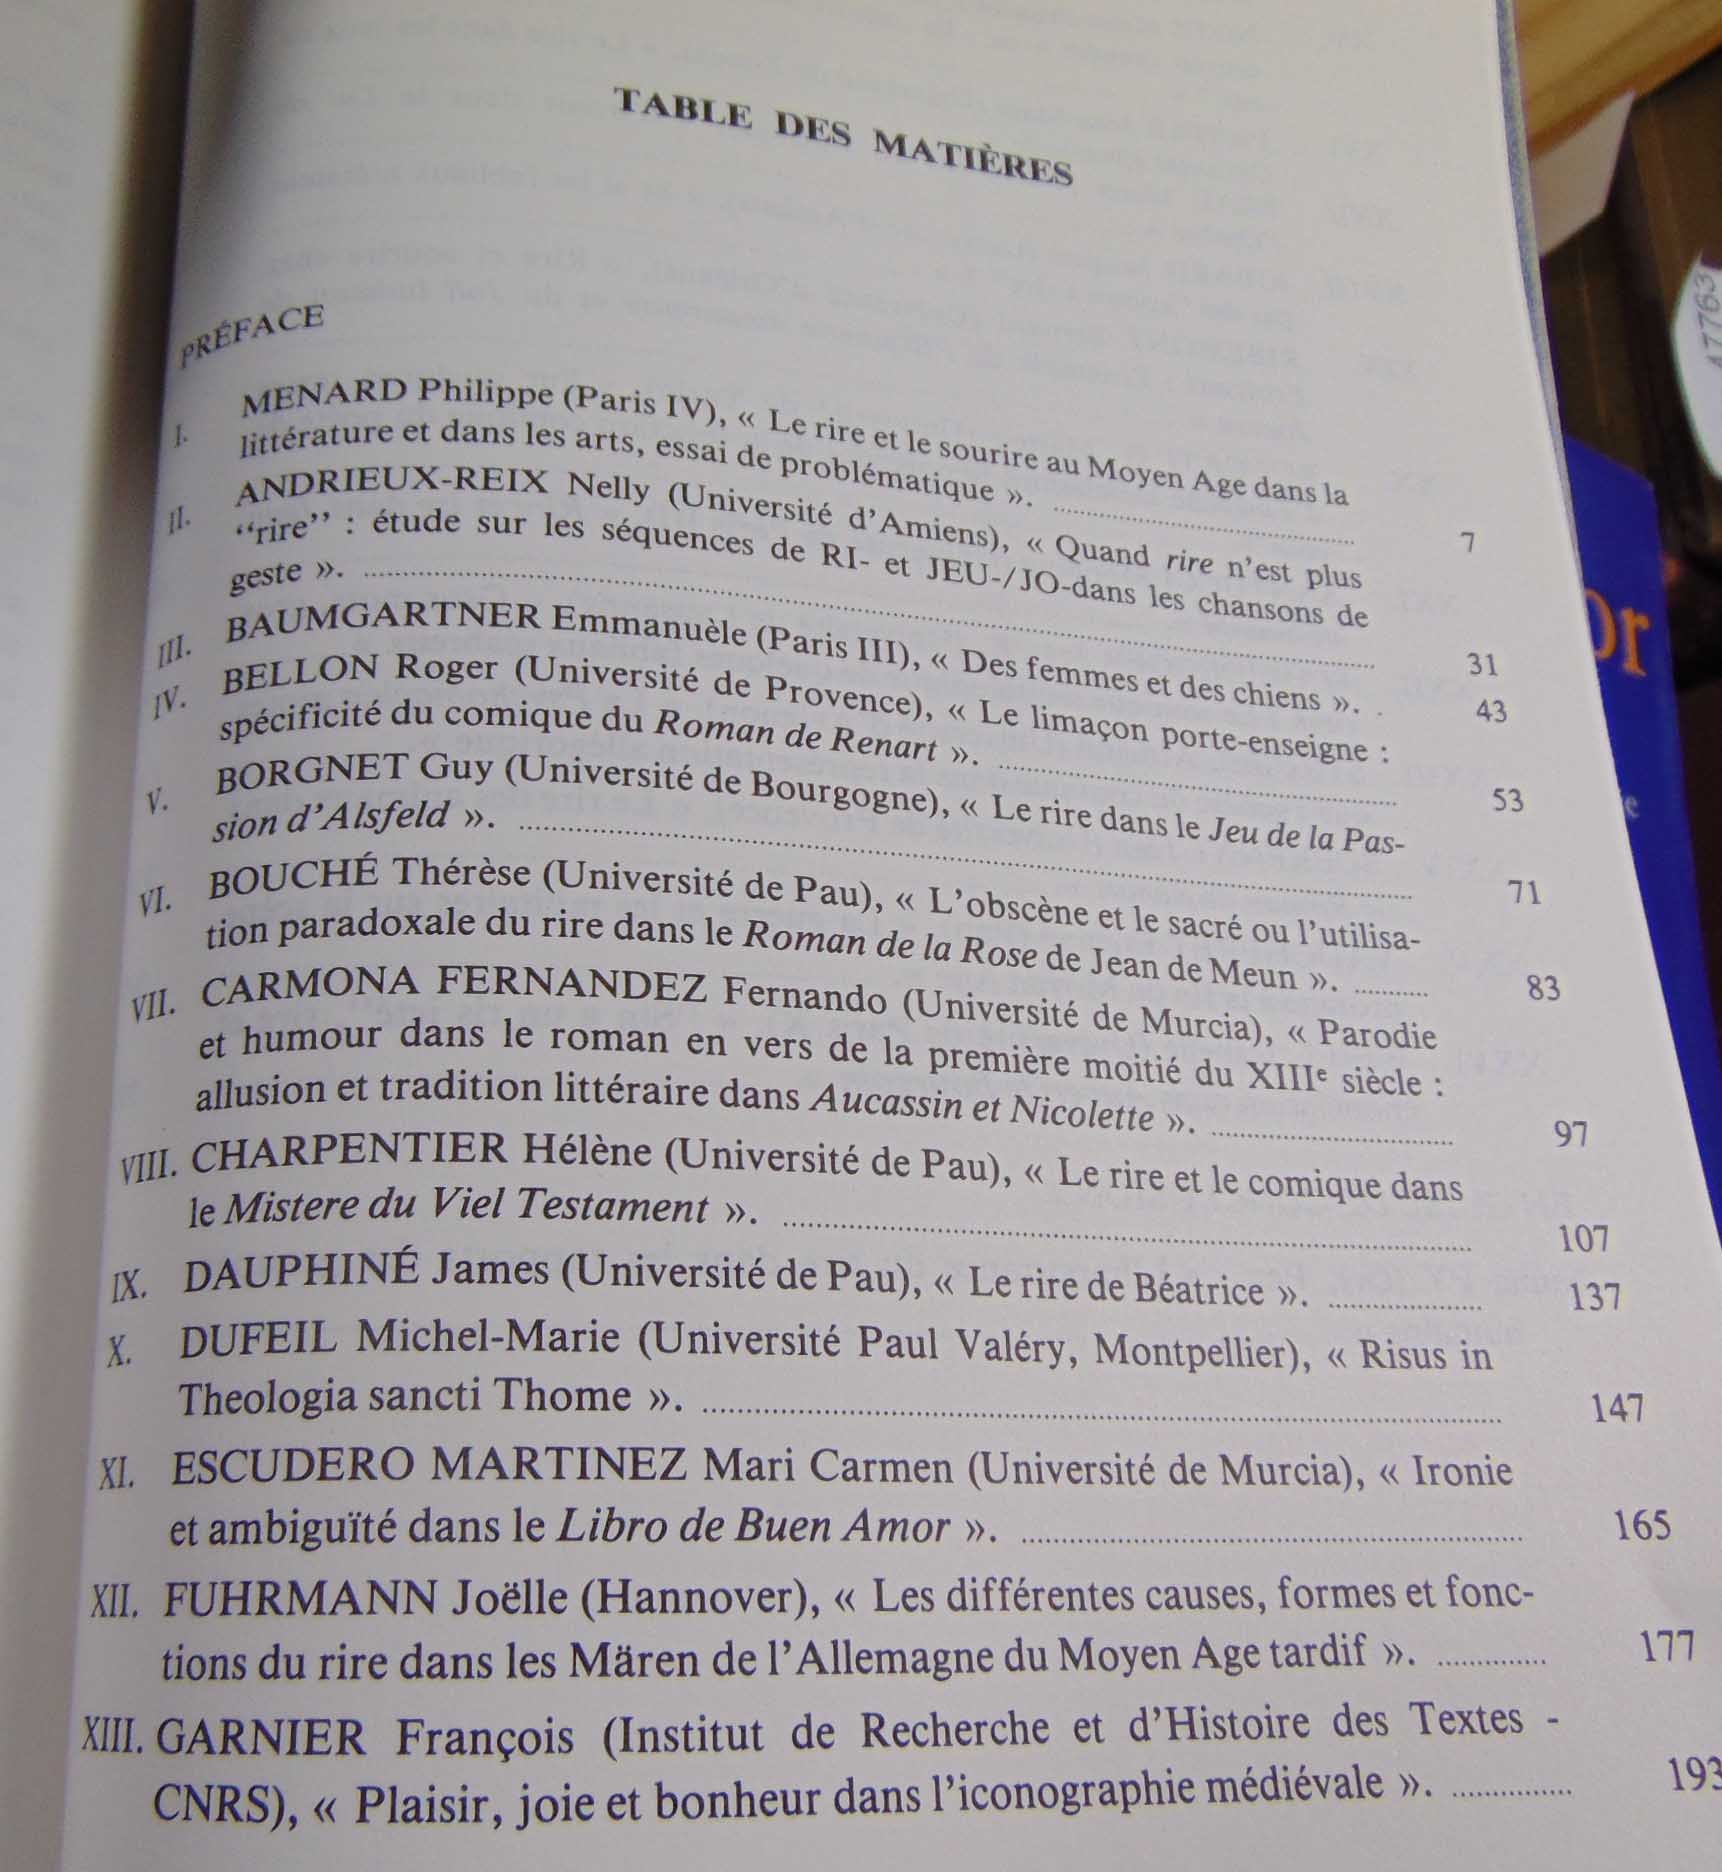 TABLE DES MATIÈRES
PRÉFACE
I. MENARD Philippe (Paris IV), « Le rire et le sourire au Moyen Age dans la
littérature et dans les arts, essai de problématique ». 7
II. ANDRIEUX-REIX Nelly (Université d'Amiens), « Quand rire n'est plus
“rire” : étude sur les séquences de RI- et JEU-/JO-dans les chansons de
geste ». 31
III. BAUMGARTNER Emmanuèle (Paris III), « Des femmes et des chiens ». 43
IV. BELLON Roger (Université de Provence), « Le limaçon porte-enseigne :
spécificité du comique du Roman de Renart ». 53
V. BORGNET Guy (Université de Bourgogne), « Le rire dans le Jeu de la Pas-
sion d'Alsfeld ». 71
VI. BOUCHÉ Thérèse (Université de Pau), « L'obscène et le sacré ou l'utilisa-
tion paradoxale du rire dans le Roman de la Rose de Jean de Meun ». 83
VII. CARMONA FERNANDEZ Fernando (Université de Murcia), « Parodie
et humour dans le roman en vers de la première moitié du XIIIe siècle :
allusion et tradition littéraire dans Aucassin et Nicolette ». 97
VIII. CHARPENTIER Hélène (Université de Pau), « Le rire et le comique dans
le Mistere du Viel Testament ». 107
IX. DAUPHINÉ James (Université de Pau), « Le rire de Béatrice ». 137
X. DUFEIL Michel-Marie (Université Paul Valéry, Montpellier), « Risus in
Theologia sancti Thome ». 147
XI. ESCUDERO MARTINEZ Mari Carmen (Université de Murcia), « Ironie
et ambiguïté dans le Libro de Buen Amor ». 165
XII. FUHRMANN Joëlle (Hannover), « Les différentes causes, formes et fonc-
tions du rire dans les Mären de l'Allemagne du Moyen Age tardif ». 177
XIII. GARNIER François (Institut de Recherche et d'Histoire des Textes -
CNRS), « Plaisir, joie et bonheur dans l'iconographie médiévale ». 193
47763
or